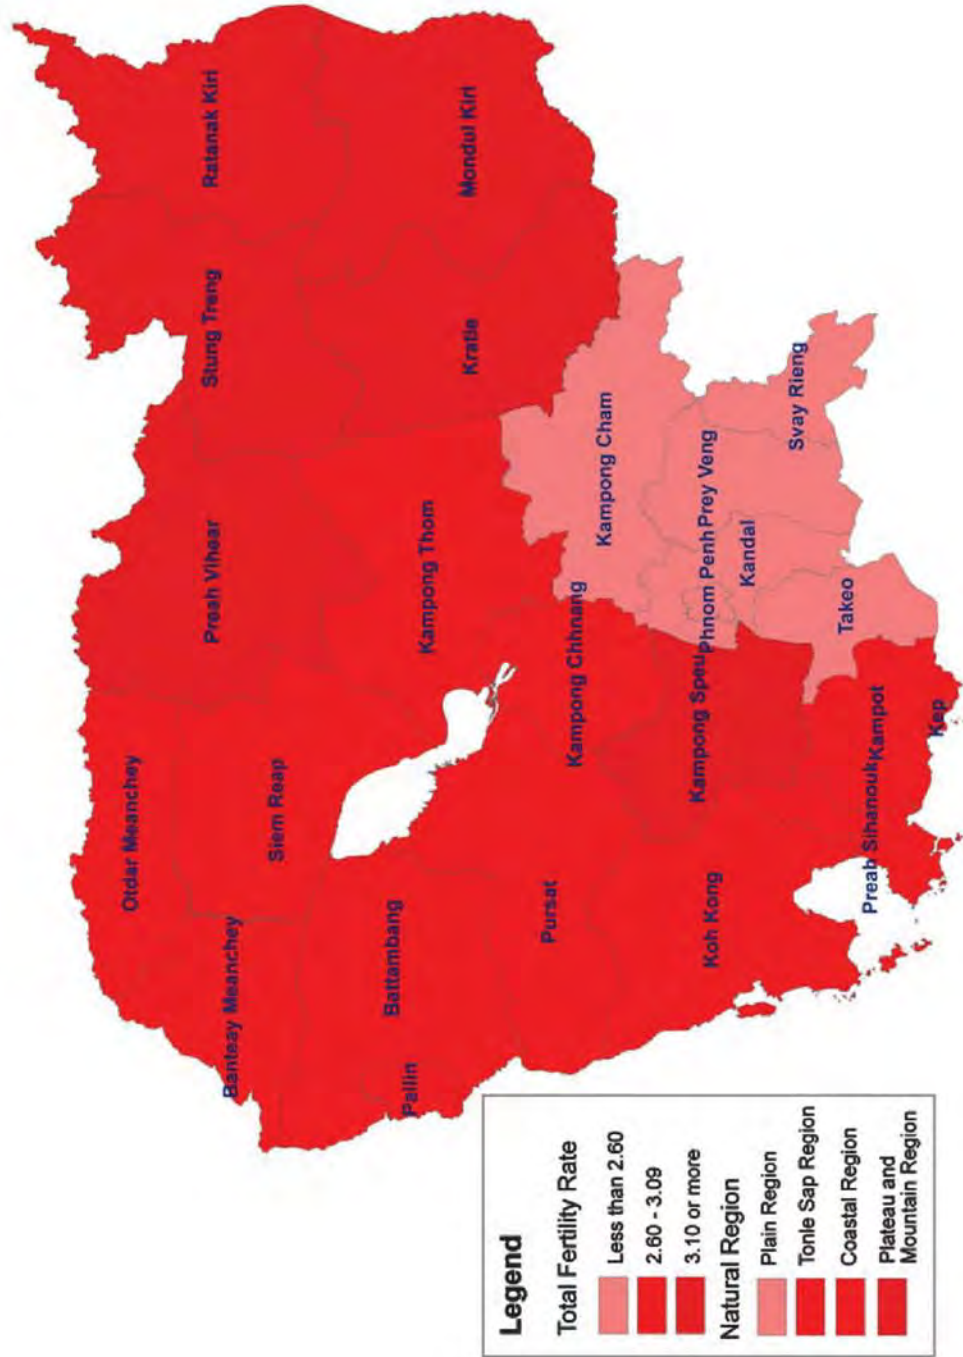 Otdar Meanchey
Preah Vihear
Stung Treng
Ratanak Kiri
Banteay Meanchey
Siem Reap
Pailin
Battambang
Kampong Thom
Kratie
Mondul Kiri
Pursat
Kampong Chhnang
Kampong Cham
Koh Kong
Kampong Speu
Phnom Penh
Prey Veng
Kandal
Svay Rieng
Takeo
Preah Sihanouk
Kampot
Kep
Legend
Total Fertility Rate
Less than 2.60
2.60 - 3.09
3.10 or more
Natural Region
Plain Region
Tonle Sap Region
Coastal Region
Plateau and
Mountain Region